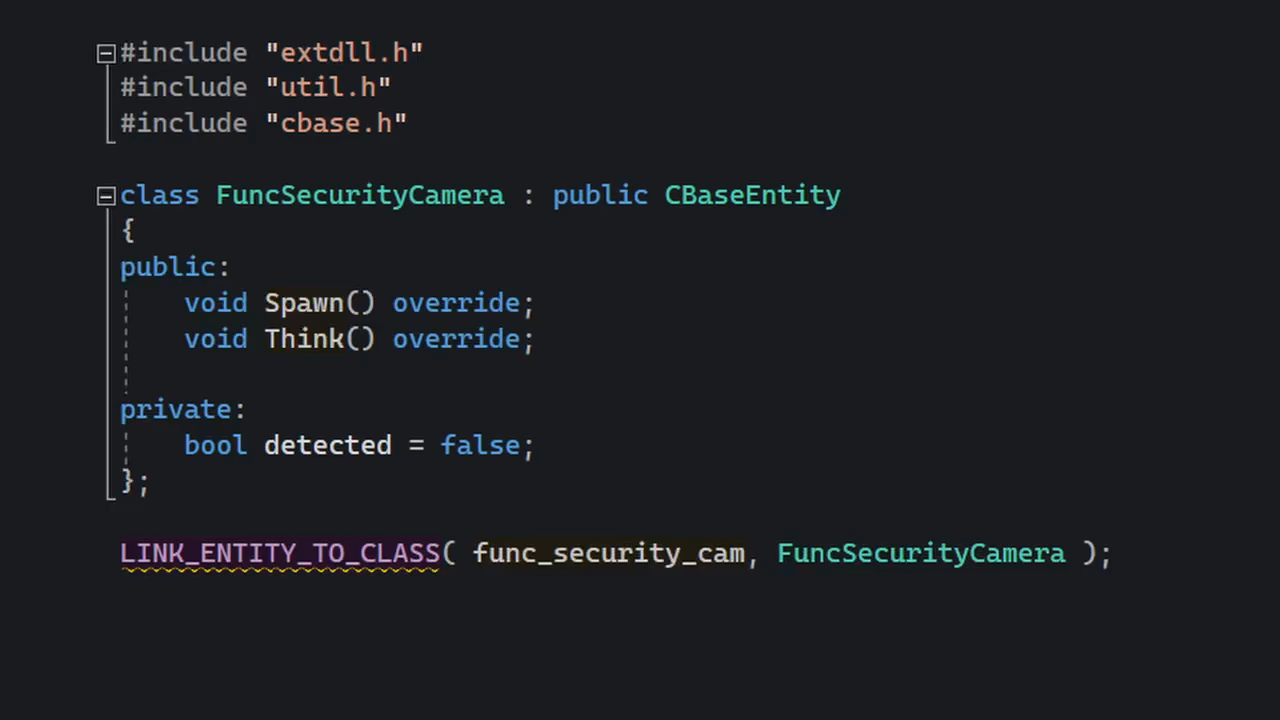 #include "extdll.h"
#include "util.h"
#include "cbase.h"
class FuncSecurityCamera : public CBaseEntity
{
public:
void Spawn() override;
void Think() override;
private:
bool detected = false;
};
LINK_ENTITY_TO_CLASS( func_security_cam, FuncSecurityCamera );